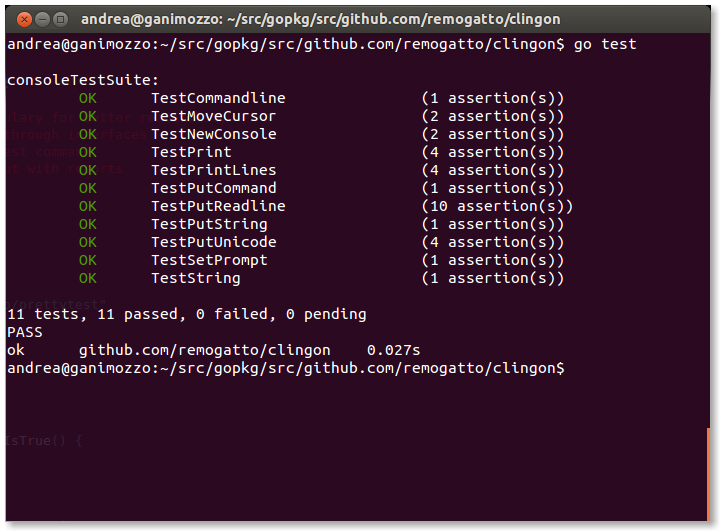 andrea@ganimozzo: ~/src/gopkg/src/github.com/remogatto/clingon
andrea@ganimozzo:~/src/gopkg/src/github.com/remogatto/clingon$ go test
consoleTestSuite:
OK TestCommandline (1 assertion(s))
OK TestMoveCursor (2 assertion(s))
OK TestNewConsole (2 assertion(s))
OK TestPrint (4 assertion(s))
OK TestPrintLines (4 assertion(s))
OK TestPutCommand (1 assertion(s))
OK TestPutReadline (10 assertion(s))
OK TestPutString (1 assertion(s))
OK TestPutUnicode (4 assertion(s))
OK TestSetPrompt (1 assertion(s))
OK TestString (1 assertion(s))
/prettytest"
11 tests, 11 passed, 0 failed, 0 pending
PASS
ok github.com/remogatto/clingon 0.027s
andrea@ganimozzo:~/src/gopkg/src/github.com/remogatto/clingon$
IsTrue() {